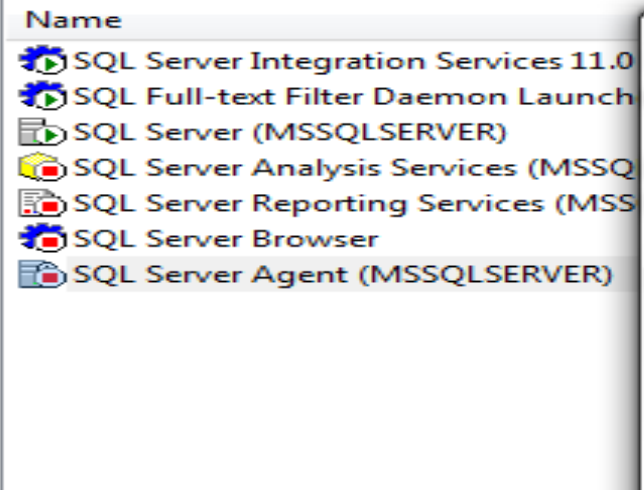 Name
SQL Server Integration Services 11.0
SQL Full-text Filter Daemon Launch
SQL Server (MSSQLSERVER)
SQL Server Analysis Services (MSSQ
SQL Server Reporting Services (MSS
SQL Server Browser
SQL Server Agent (MSSQLSERVER)